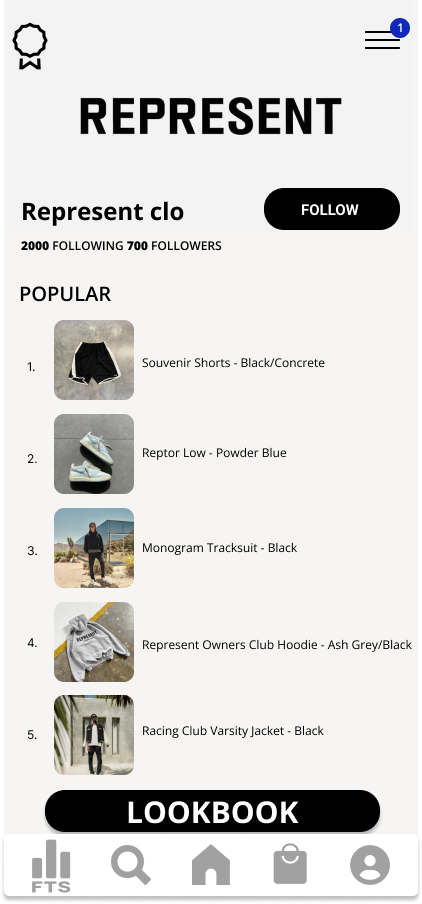 1
REPRESENT
Represent clo
FOLLOW
2000 FOLLOWING 700 FOLLOWERS
POPULAR
1. Souvenir Shorts - Black/Concrete
2. Reptor Low - Powder Blue
3. Monogram Tracksuit - Black
4. Represent Owners Club Hoodie - Ash Grey/Black
5. Racing Club Varsity Jacket - Black
LOOKBOOK
FTS